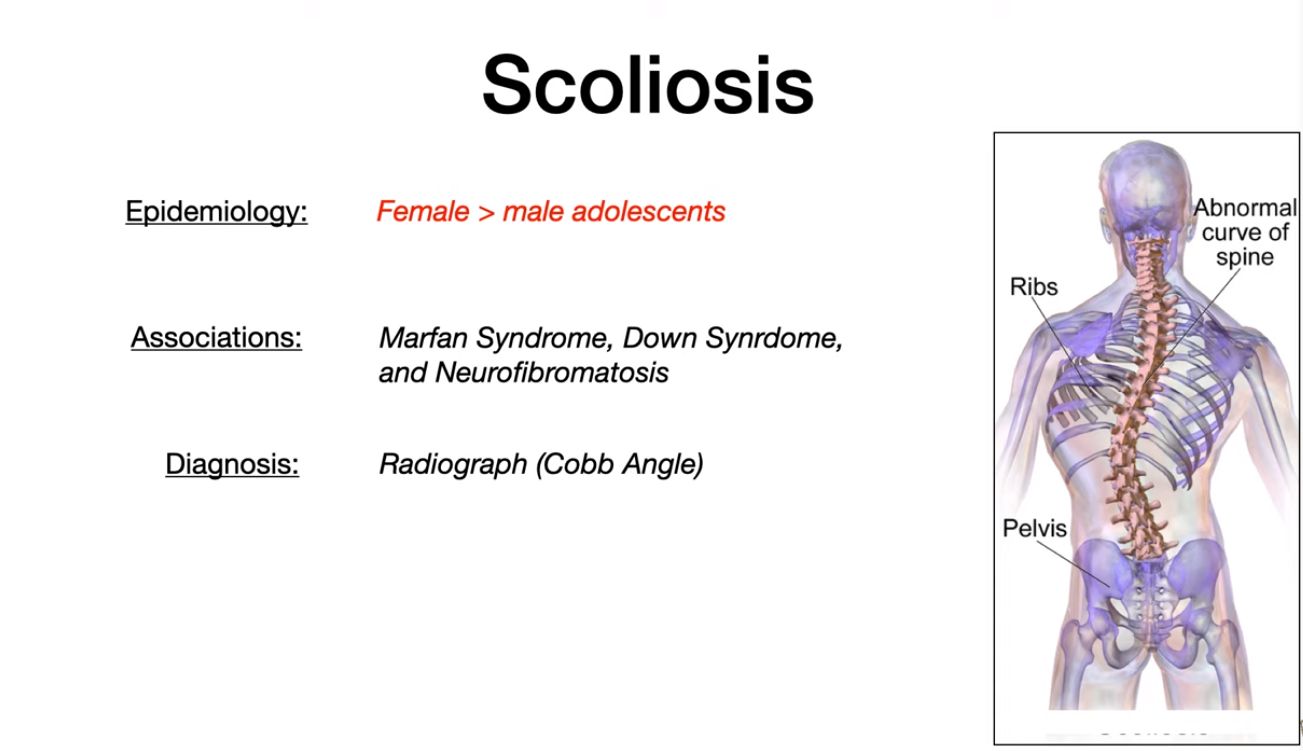 Scoliosis
Epidemiology: Female > male adolescents
Associations: Marfan Syndrome, Down Synrdome,
and Neurofibromatosis
Diagnosis: Radiograph (Cobb Angle)
Abnormal
curve of
spine
Ribs
Pelvis